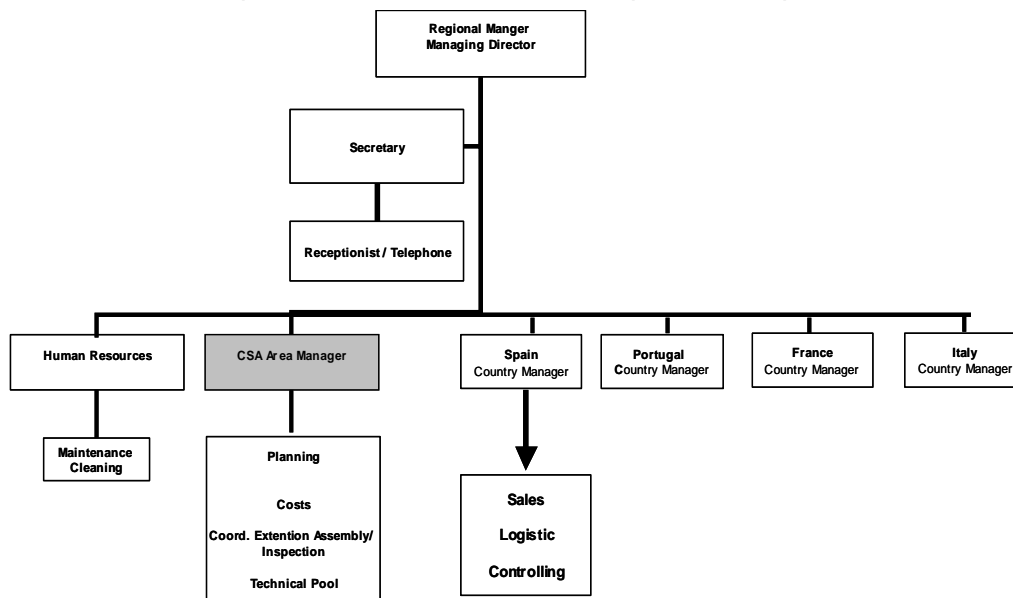 Regional Manger
Managing Director
Secretary
Receptionist / Telephone
Human Resources
CSA Area Manager
Spain
Country Manager
Portugal
Country Manager
France
Country Manager
Italy
Country Manager
Maintenance
Cleaning
Planning
Costs
Coord. Extention Assembly/
Inspection
Technical Pool
Sales
Logistic
Controlling